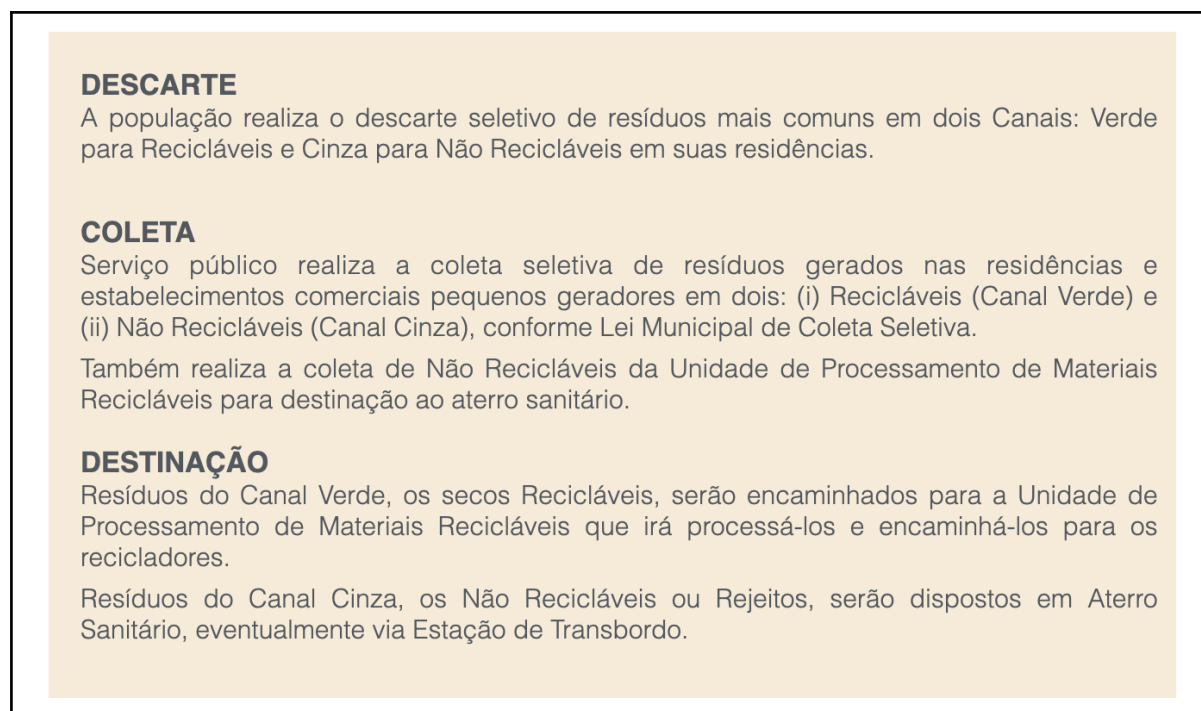 DESCARTE
A população realiza o descarte seletivo de resíduos mais comuns em dois Canais: Verde
para Recicláveis e Cinza para Não Recicláveis em suas residências.
COLETA
Serviço público realiza a coleta seletiva de resíduos gerados nas residências e
estabelecimentos comerciais pequenos geradores em dois: (i) Recicláveis (Canal Verde) e
(ii) Não Recicláveis (Canal Cinza), conforme Lei Municipal de Coleta Seletiva.
Também realiza a coleta de Não Recicláveis da Unidade de Processamento de Materiais
Recicláveis para destinação ao aterro sanitário.
DESTINAÇÃO
Resíduos do Canal Verde, os secos Recicláveis, serão encaminhados para a Unidade de
Processamento de Materiais Recicláveis que irá processá-los e encaminhá-los para os
recicladores.
Resíduos do Canal Cinza, os Não Recicláveis ou Rejeitos, serão dispostos em Aterro
Sanitário, eventualmente via Estação de Transbordo.